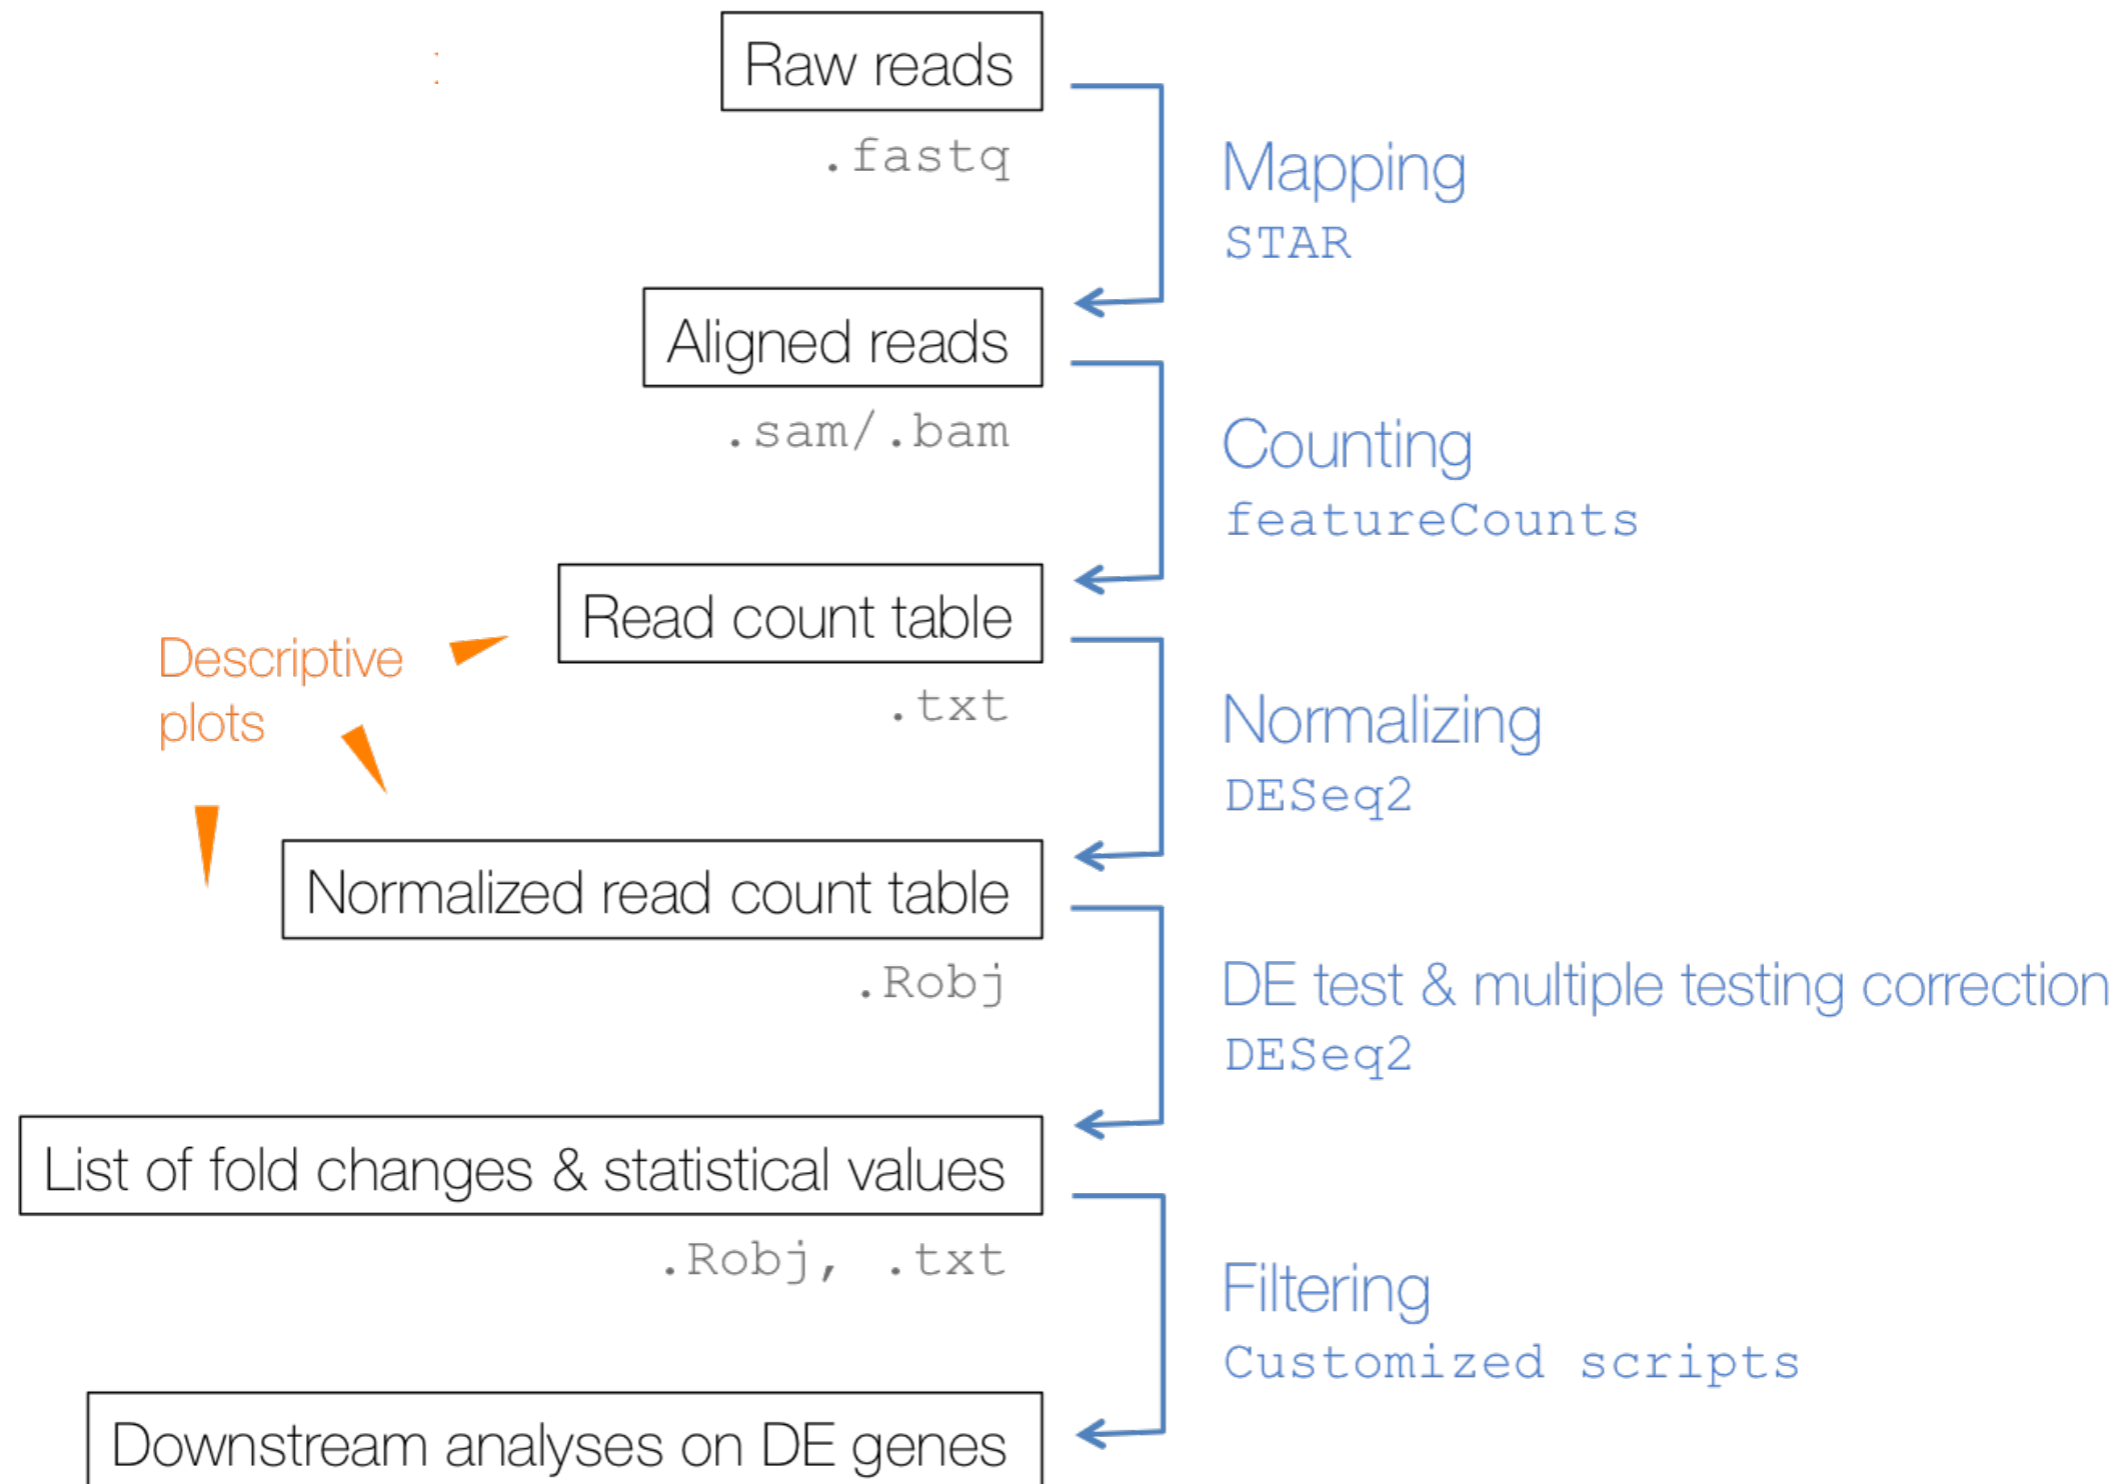 Raw reads
.fastq
Mapping
STAR
Aligned reads
.sam/.bam
Counting
featureCounts
Read count table
.txt
Descriptive
plots
Normalizing
DESeq2
Normalized read count table
.Robj
DE test & multiple testing correction
DESeq2
List of fold changes & statistical values
.Robj, .txt
Filtering
Customized scripts
Downstream analyses on DE genes